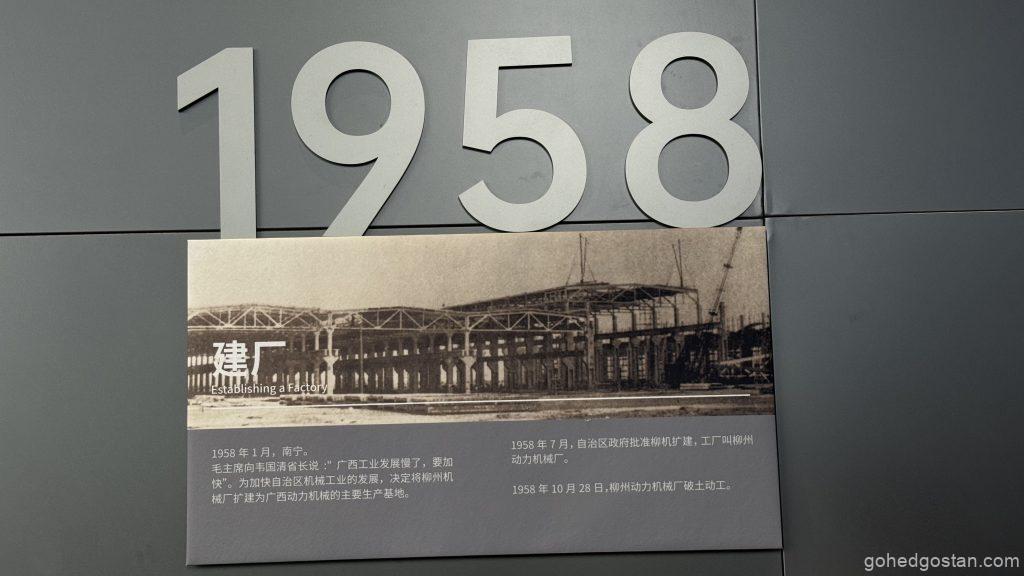 1958
建厂
Establishing a Factory
1958 年 1 月，南宁。
毛主席向韦国清省长说 :“ 广西工业发展慢了，要加
快”。为加快自治区机械工业的发展，决定将柳州机
械厂扩建为广西动力机械的主要生产基地。
1958 年 7 月，自治区政府批准柳机扩建，工厂叫柳州
动力机械厂。
1958 年 10 月 28 日，柳州动力机械厂破土动工。
gohedgostan.com